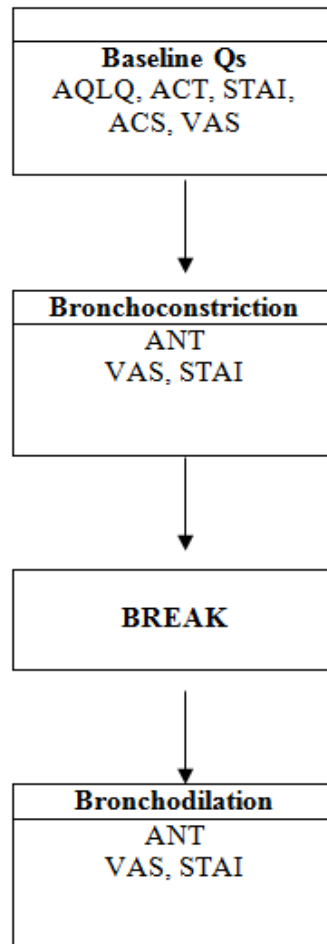 Baseline Qs
AQLQ, ACT, STAI,
ACS, VAS
Bronchoconstriction
ANT
VAS, STAI
BREAK
Bronchodilation
ANT
VAS, STAI